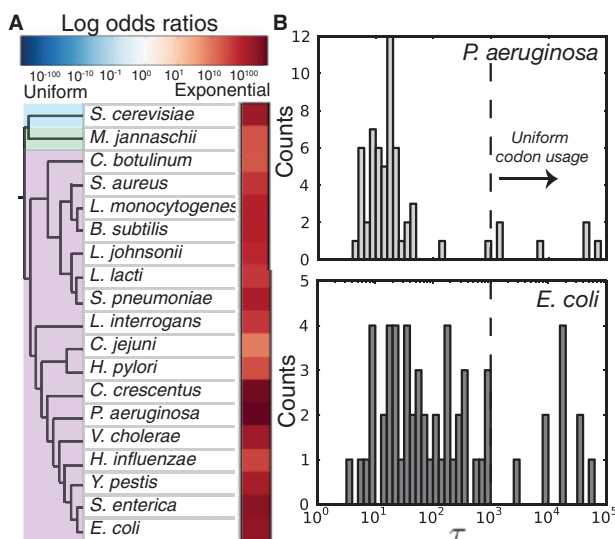 A
Log odds ratios
10^-100 10^-10 10^-1 10^0 10^1 10^10 10^100
Uniform
Exponential
S. cerevisiae
M. jannaschii
C. botulinum
S. aureus
L. monocytogenes
B. subtilis
L. johnsonii
L. lacti
S. pneumoniae
L. interrogans
C. jejuni
H. pylori
C. crescentus
P. aeruginosa
V. cholerae
H. influenzae
Y. pestis
S. enterica
E. coli
B
12
10
8
6
4
2
0
Counts
P. aeruginosa
Uniform
codon usage
5
4
3
2
1
0
Counts
E. coli
10^0 10^1 10^2 10^3 10^4 10^5
τ